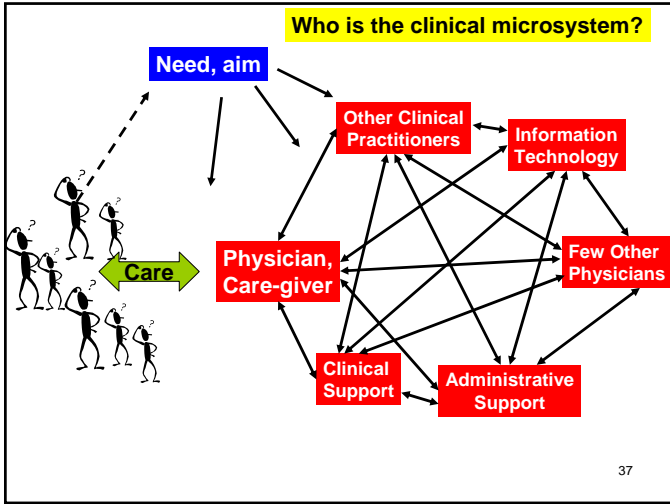 Who is the clinical microsystem?
Need, aim
Other Clinical
Practitioners
Information
Technology
?
?
?
?
?
?
?
Care
Physician,
Care-giver
Few Other
Physicians
Clinical
Support
Administrative
Support
37